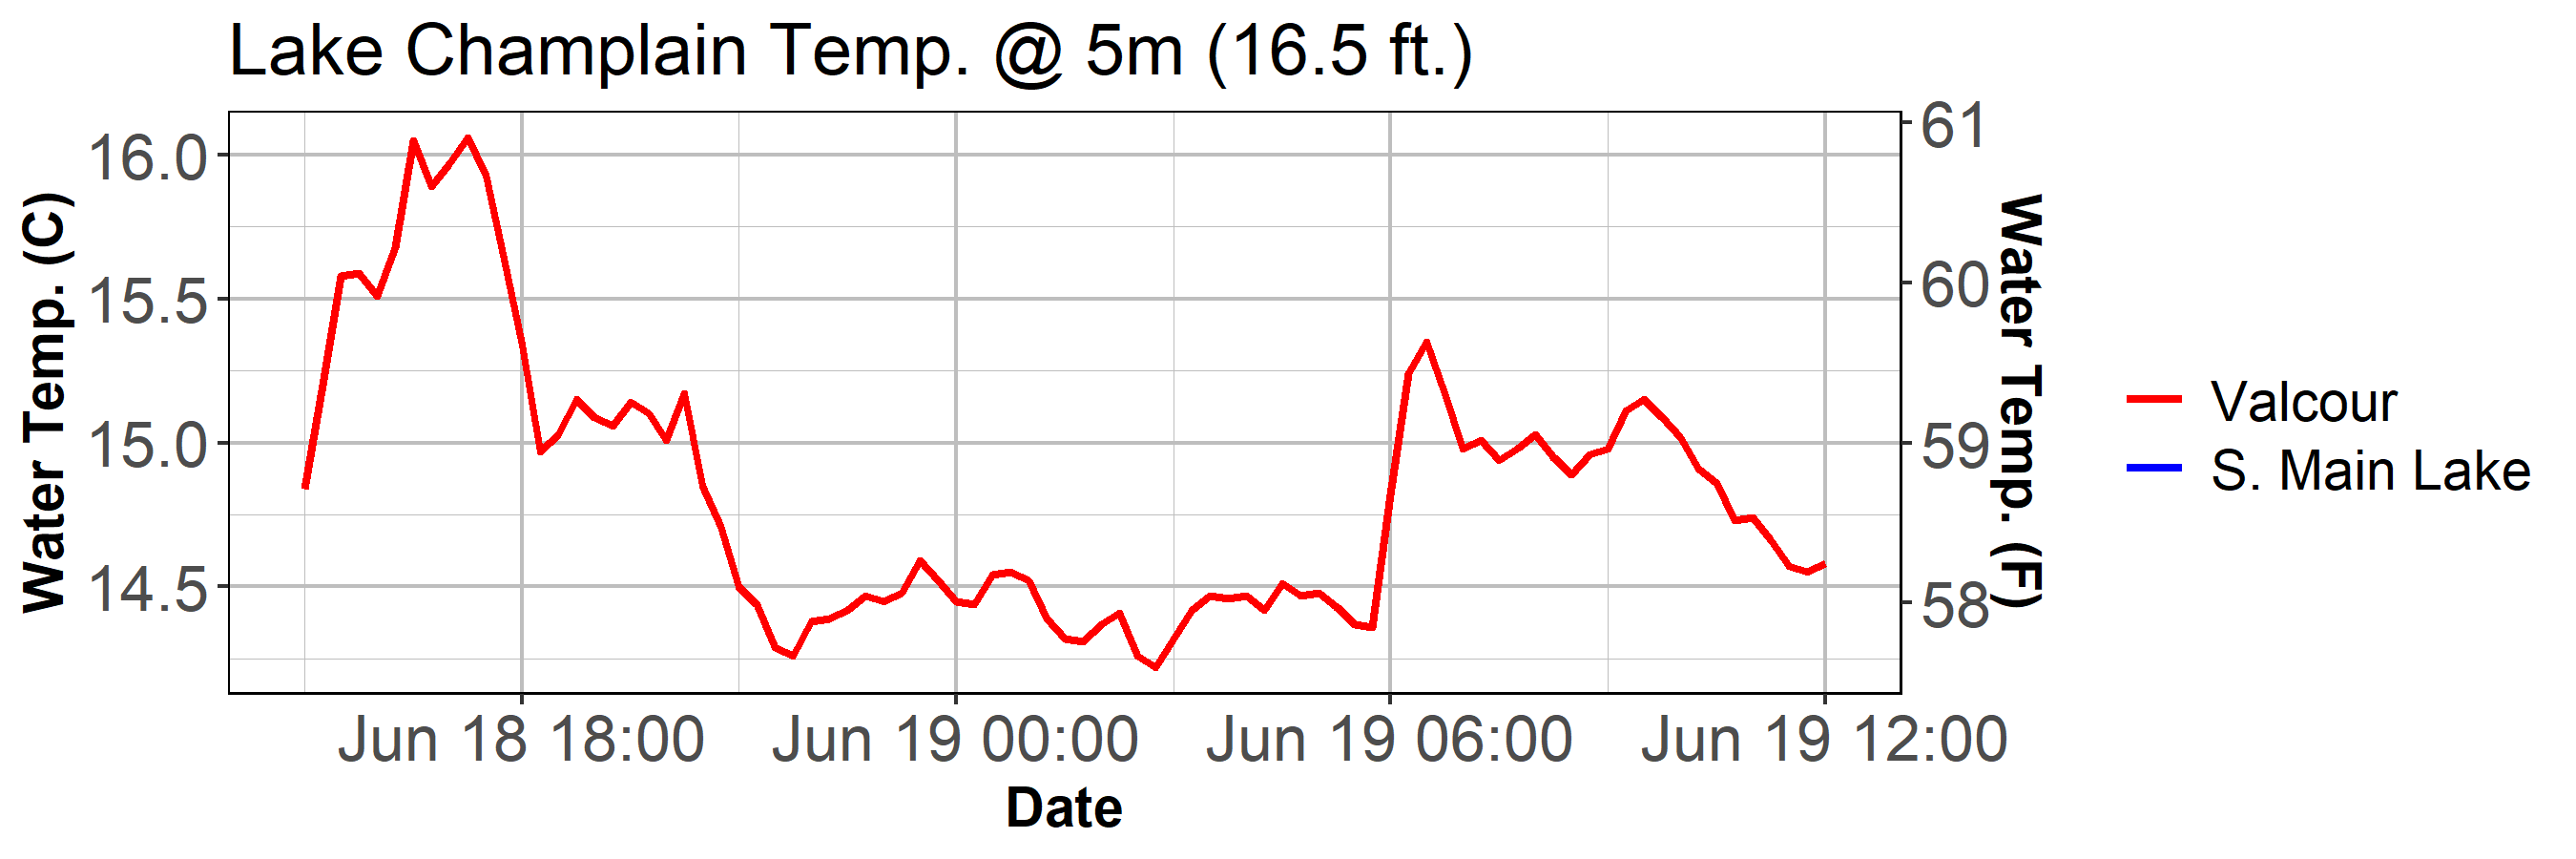 Lake Champlain Temp. @ 5m (16.5 ft.)
Water Temp. (C)
16.0
15.5
15.0
14.5
61
60
59
58
Water Temp. (F)
Jun 18 18:00 Jun 19 00:00 Jun 19 06:00 Jun 19 12:00
Date
Valcour
S. Main Lake